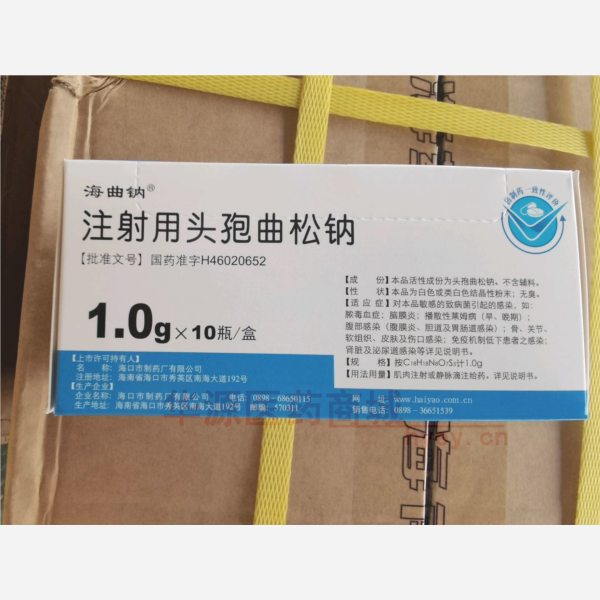 海曲钠®
注射用头孢曲松钠
【批准文号】国药准字H46020652
1.0g×10瓶/盒
仿制药一致性评价
【成 份】本品活性成份为头孢曲松钠。不含辅料。
【性 状】本品为白色或类白色结晶性粉末；无臭。
【适 应 症】对本品敏感的致病菌引起的感染，如：
脓毒血症；脑膜炎；播散性莱姆病（早、晚期）；
腹部感染（腹膜炎、胆道及胃肠道感染）；骨、关节、
软组织、皮肤及伤口感染；免疫机制低下患者之感染；
肾脏及泌尿道感染等详见说明书。
【规 格】按C₁₈H₁₈N₈O₇S₃计1.0g
【用法用量】肌内注射或静脉滴注给药。详见说明书。
【上市许可持有人】
名 称：海口市制药厂有限公司
注册地址：海南省海口市秀英区南海大道192号
【生产企业】
企业名称：海口市制药厂有限公司 电话：0898-68650115 网 址：www.haiyao.com.cn
生产地址：海南省海口市秀英区南海大道192号 邮编：570311 销售电话：0898-36651539
华源医药商城